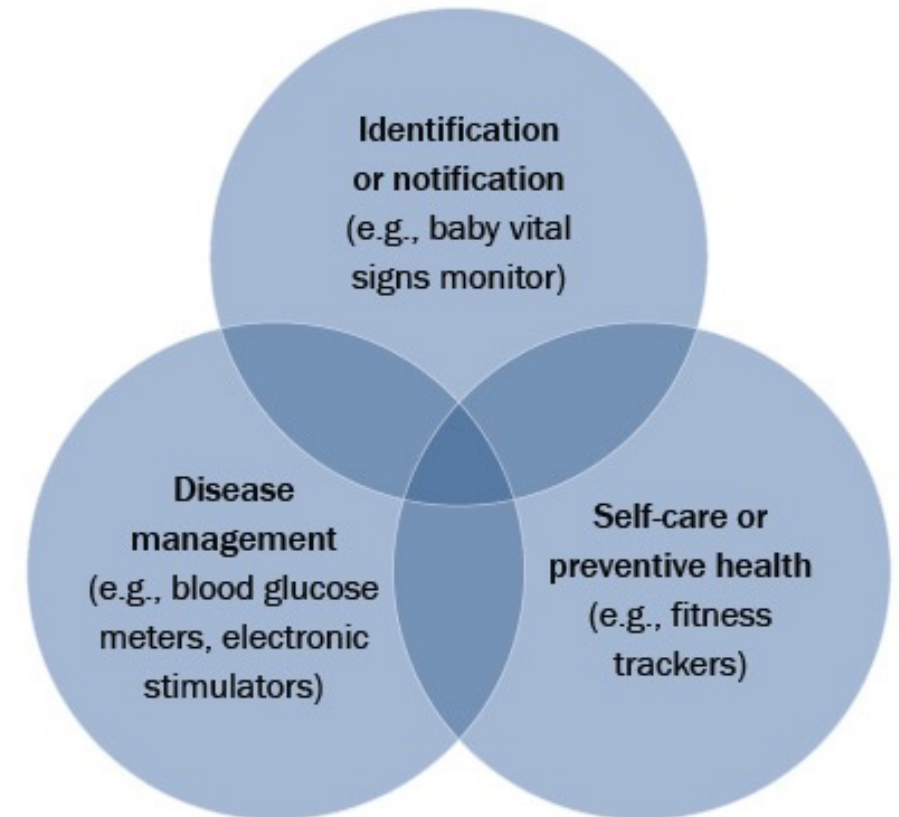 Identification
or notification
(e.g., baby vital
signs monitor)
Disease
management
(e.g., blood glucose
meters, electronic
stimulators)
Self-care or
preventive health
(e.g., fitness
trackers)